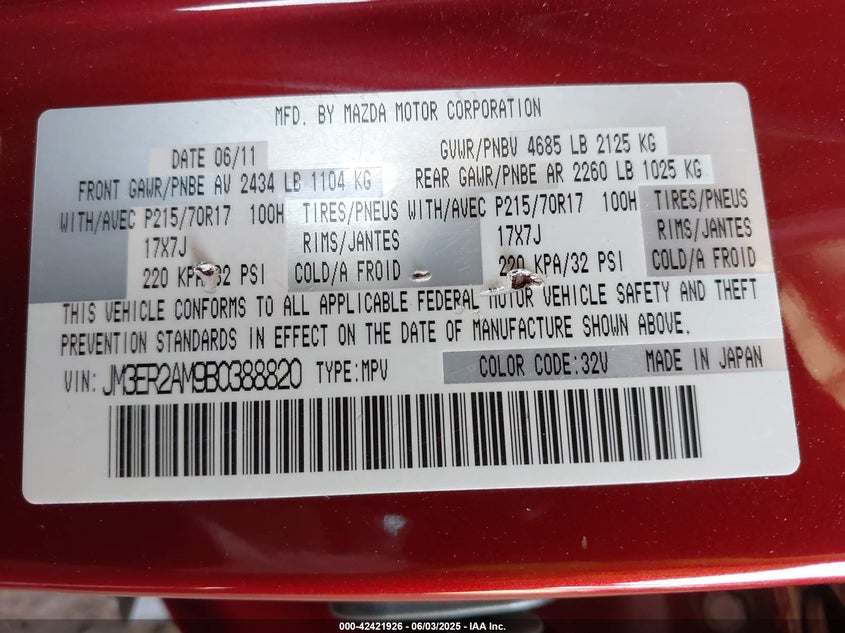 MFD. BY MAZDA MOTOR CORPORATION
DATE 06/11 GVWR/PNBV 4685 LB 2125 KG
FRONT GAWR/PNBE AV 2434 LB 1104 KG REAR GAWR/PNBE AR 2260 LB 1025 KG
WITH/AVEC P215/70R17 100H TIRES/PNEUS WITH/AVEC P215/70R17 100H TIRES/PNEUS
17X7J RIMS/JANTES 17X7J RIMS/JANTES
220 KPA/32 PSI COLD/A FROID 220 KPA/32 PSI COLD/A FROID
THIS VEHICLE CONFORMS TO ALL APPLICABLE FEDERAL MOTOR VEHICLE SAFETY AND THEFT
PREVENTION STANDARDS IN EFFECT ON THE DATE OF MANUFACTURE SHOWN ABOVE.
VIN: JM3ER2AM9B0388820 TYPE:MPV COLOR CODE:32V MADE IN JAPAN
000-42421926 - 06/03/2025 - IAA Inc.